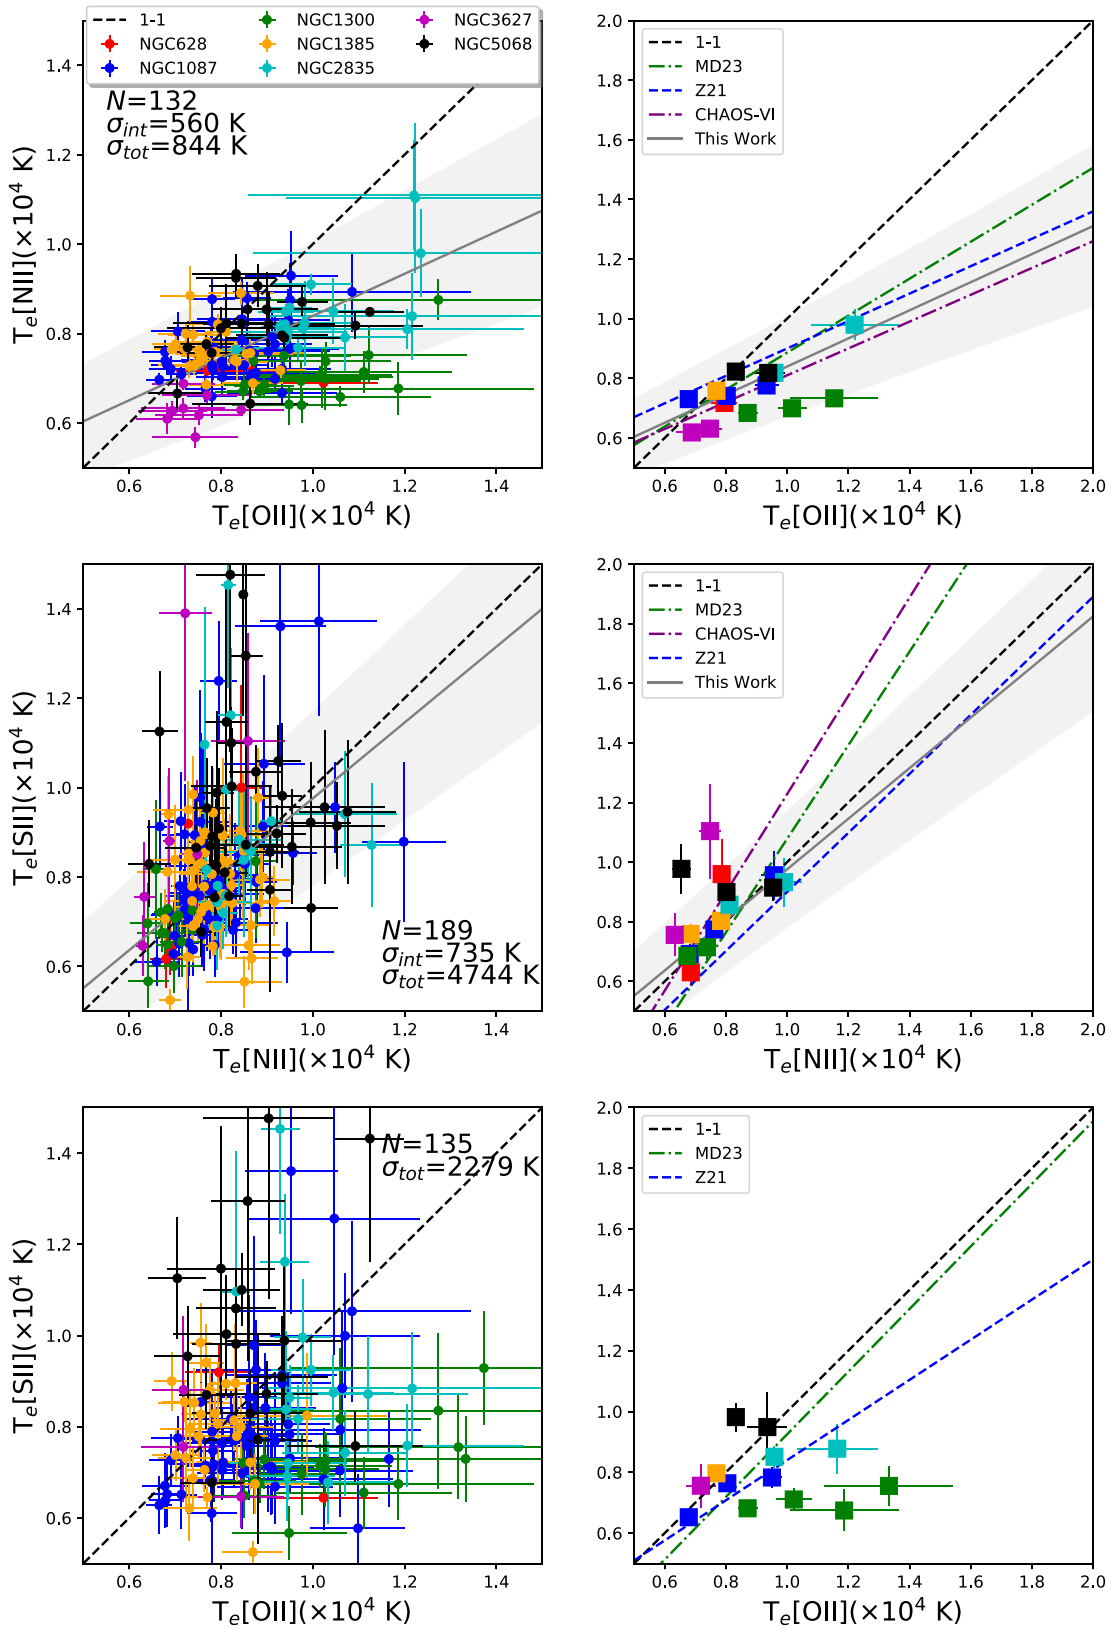 1-1
NGC628
NGC1087
NGC1300
NGC1385
NGC2835
NGC3627
NGC5068
N=132
σint=560 K
σtot=844 K
1.4
1.2
1.0
0.8
0.6
Te[NII](×10⁴ K)
0.6 0.8 1.0 1.2 1.4
Te[OII](×10⁴ K)
1-1
MD23
Z21
CHAOS-VI
This Work
2.0
1.8
1.6
1.4
1.2
1.0
0.8
0.6
Te[NII](×10⁴ K)
0.6 0.8 1.0 1.2 1.4 1.6 1.8 2.0
Te[OII](×10⁴ K)
1.4
1.2
1.0
0.8
0.6
Te[SII](×10⁴ K)
N=189
σint=735 K
σtot=4744 K
0.6 0.8 1.0 1.2 1.4
Te[NII](×10⁴ K)
1-1
MD23
CHAOS-VI
Z21
This Work
2.0
1.8
1.6
1.4
1.2
1.0
0.8
0.6
Te[SII](×10⁴ K)
0.6 0.8 1.0 1.2 1.4 1.6 1.8 2.0
Te[NII](×10⁴ K)
1.4
1.2
1.0
0.8
0.6
Te[SII](×10⁴ K)
N=135
σtot=2279 K
0.6 0.8 1.0 1.2 1.4
Te[OII](×10⁴ K)
1-1
MD23
Z21
2.0
1.8
1.6
1.4
1.2
1.0
0.8
0.6
Te[SII](×10⁴ K)
0.6 0.8 1.0 1.2 1.4 1.6 1.8 2.0
Te[OII](×10⁴ K)